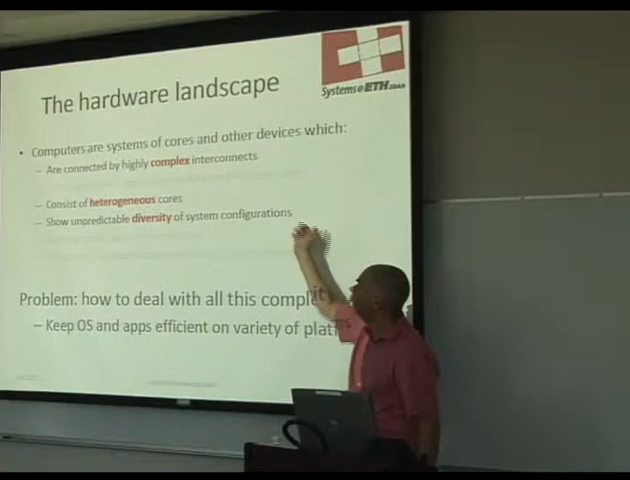 Systems@ETH
The hardware landscape
• Computers are systems of cores and other devices which:
– Are connected by highly complex interconnects
– Consist of heterogeneous cores
– Show unpredictable diversity of system configurations
Problem: how to deal with all this compl
– Keep OS and apps efficient on variety of plat